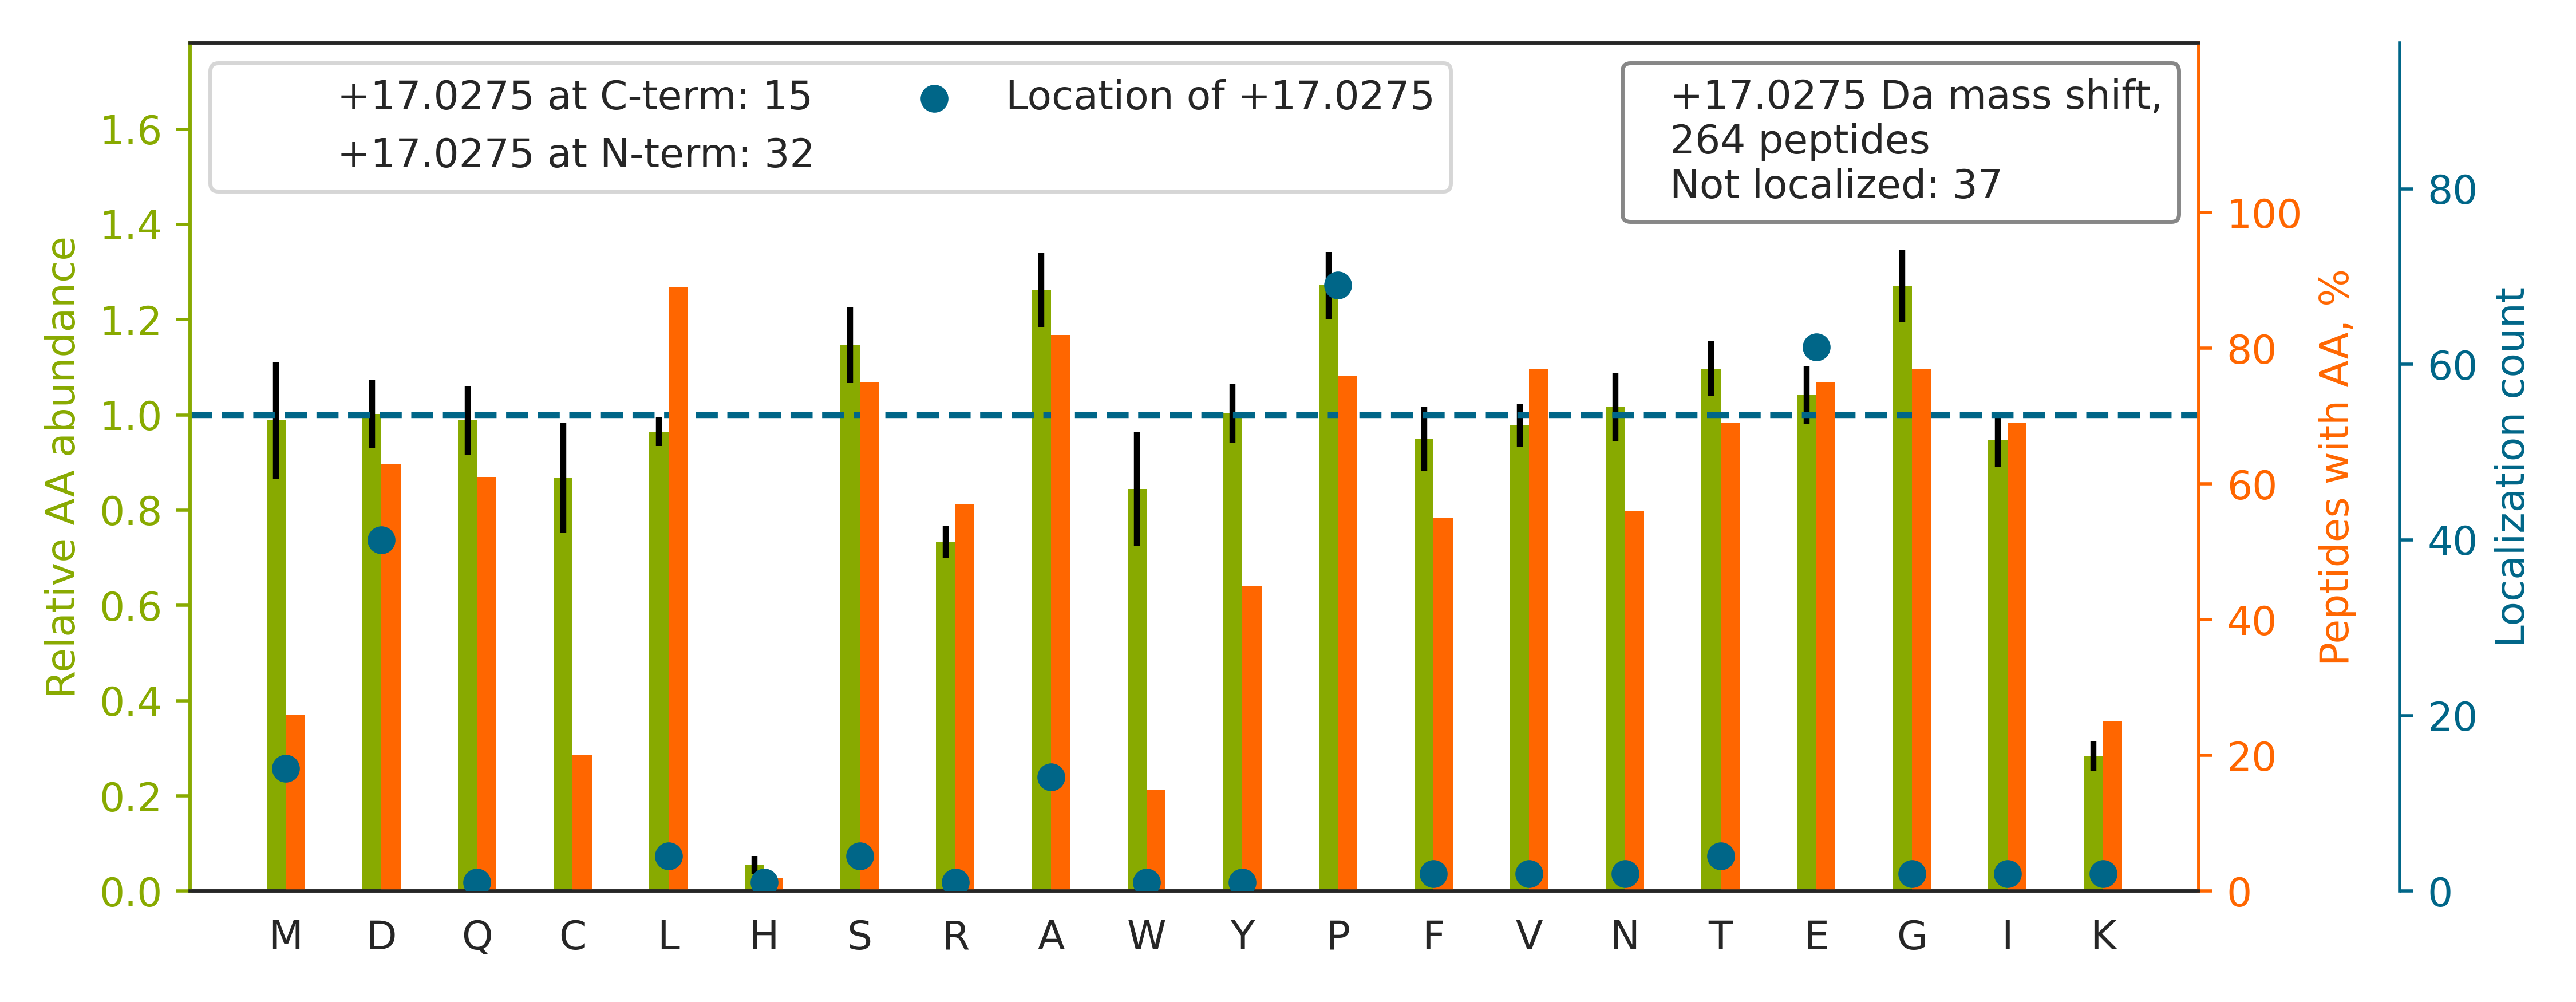 +17.0275 at C-term: 15
+17.0275 at N-term: 32
Location of +17.0275
+17.0275 Da mass shift,
264 peptides
Not localized: 37
Relative AA abundance
1.6
1.4
1.2
1.0
0.8
0.6
0.4
0.2
0.0
M D Q C L H S R A W Y P F V N T E G I K
100
80
60
40
20
0
Peptides with AA, %
80
60
40
20
0
Localization count